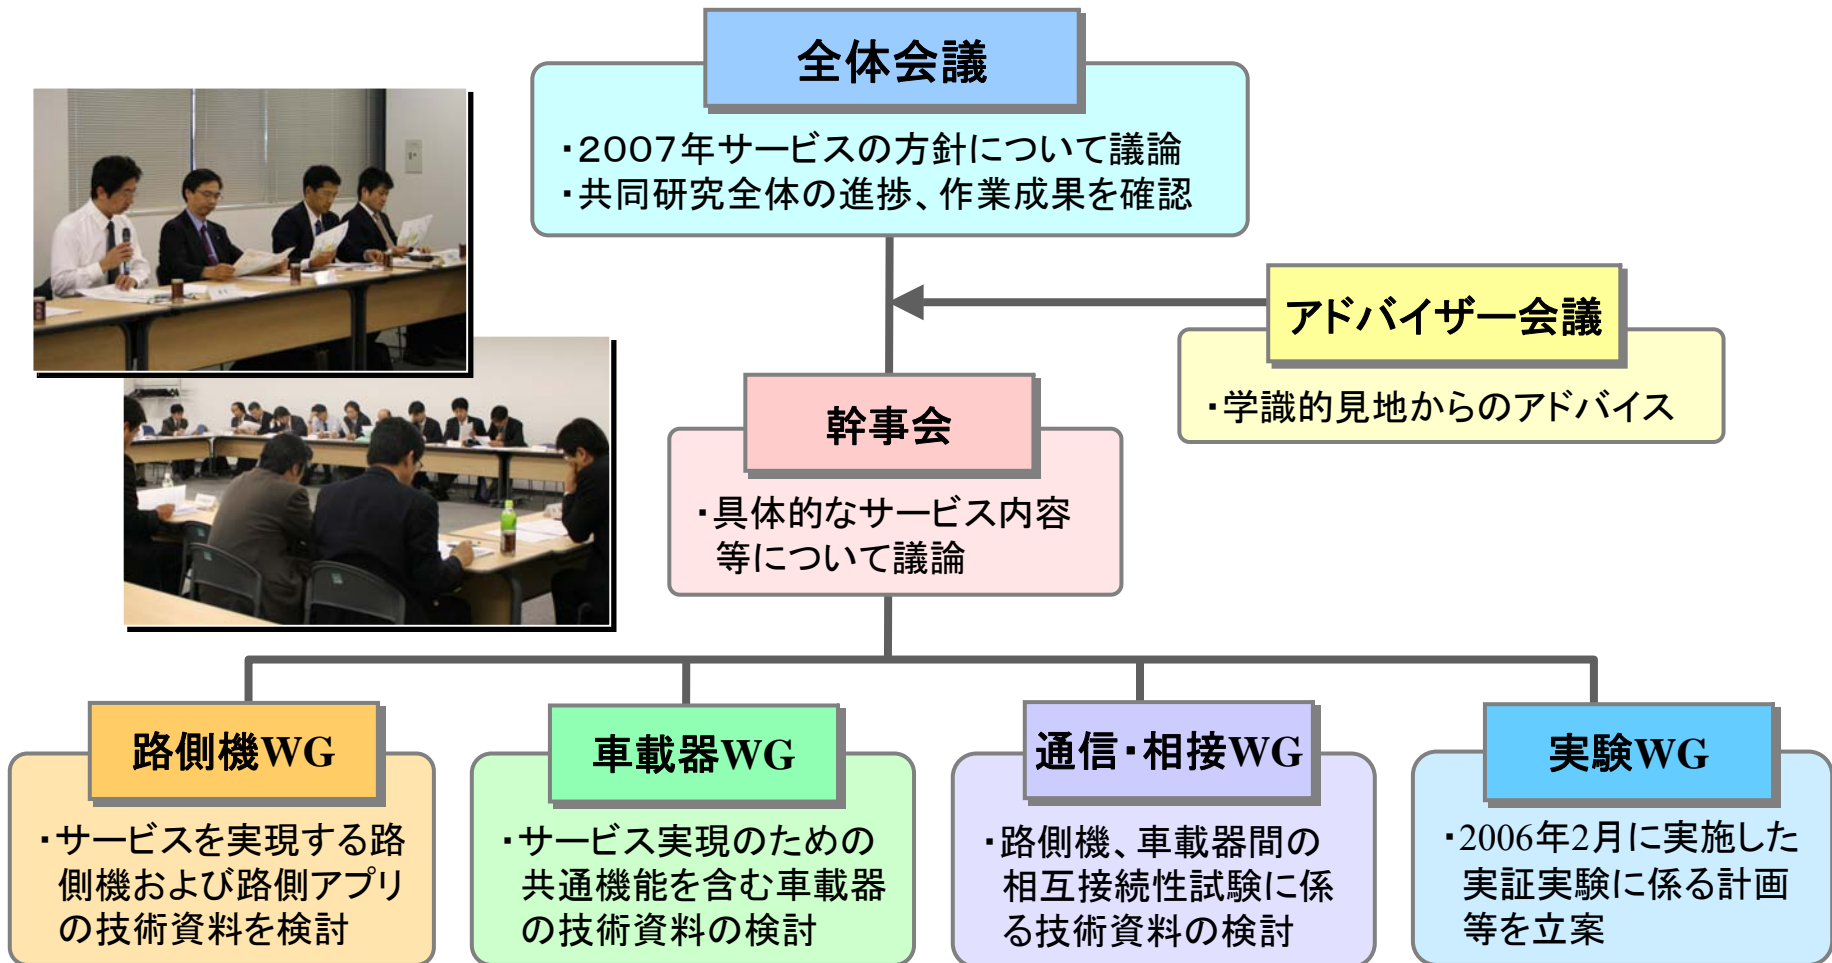 全体会議
・2007年サービスの方針について議論
・共同研究全体の進捗、作業成果を確認
アドバイザー会議
・学識的見地からのアドバイス
幹事会
・具体的なサービス内容
等について議論
路側機WG
・サービスを実現する路
側機および路側アプリ
の技術資料を検討
車載器WG
・サービス実現のための
共通機能を含む車載器
の技術資料の検討
通信・相接WG
・路側機、車載器間の
相互接続性試験に係
る技術資料の検討
実験WG
・2006年2月に実施した
実証実験に係る計画
等を立案